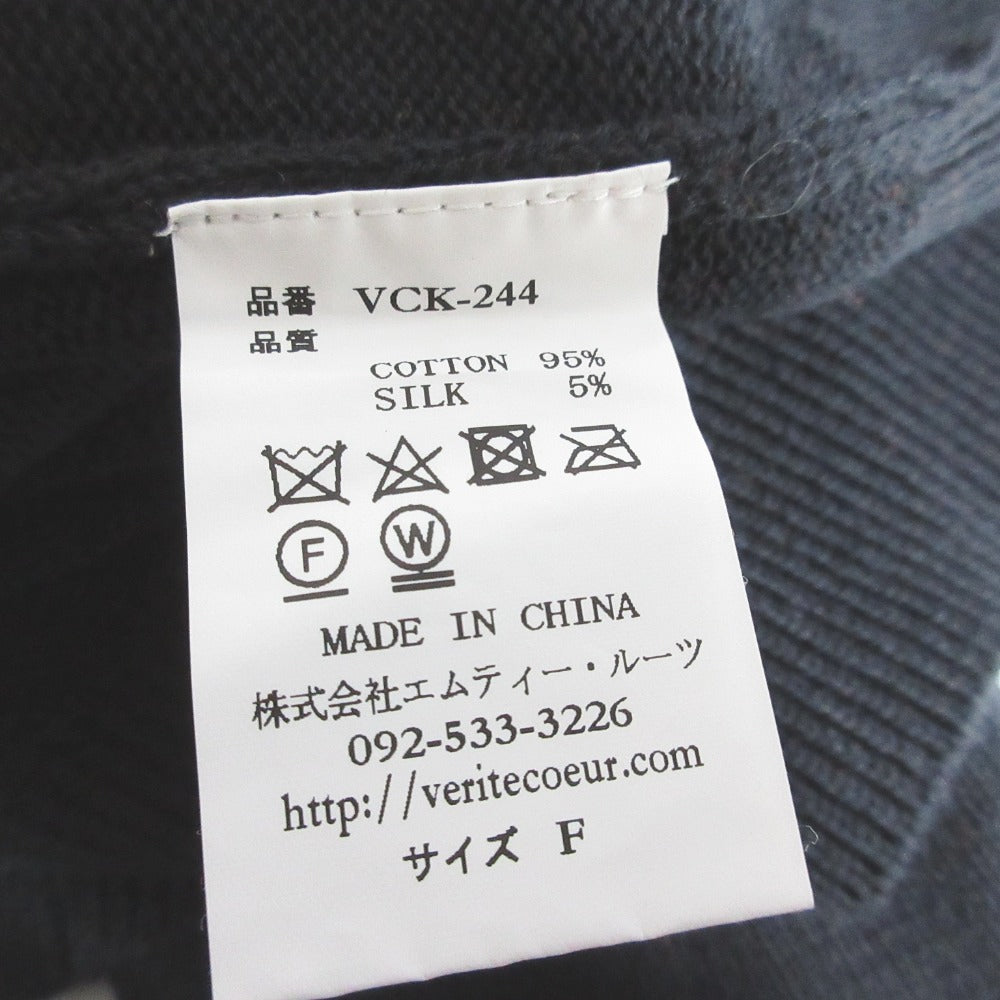 品番 VCK-244
品質
COTTON 95%
SILK 5%
F W
MADE IN CHINA
株式会社エムティー・ルーツ
092-533-3226
http://veritecoeur.com
サイズ F